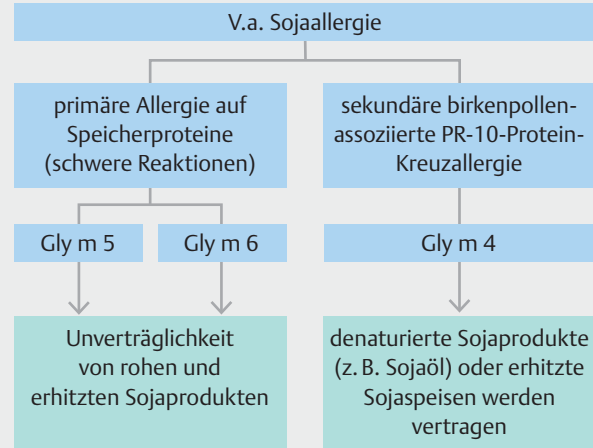 V.a. Sojaallergie
primäre Allergie auf
Speicherproteine
(schwere Reaktionen)
sekundäre birkenpollen-
assoziierte PR-10-Protein-
Kreuzallergie
Gly m 5
Gly m 6
Gly m 4
Unverträglichkeit
von rohen und
erhitzten Sojaprodukten
denaturierte Sojaprodukte
(z. B. Sojaöl) oder erhitzte
Sojaspeisen werden
vertragen